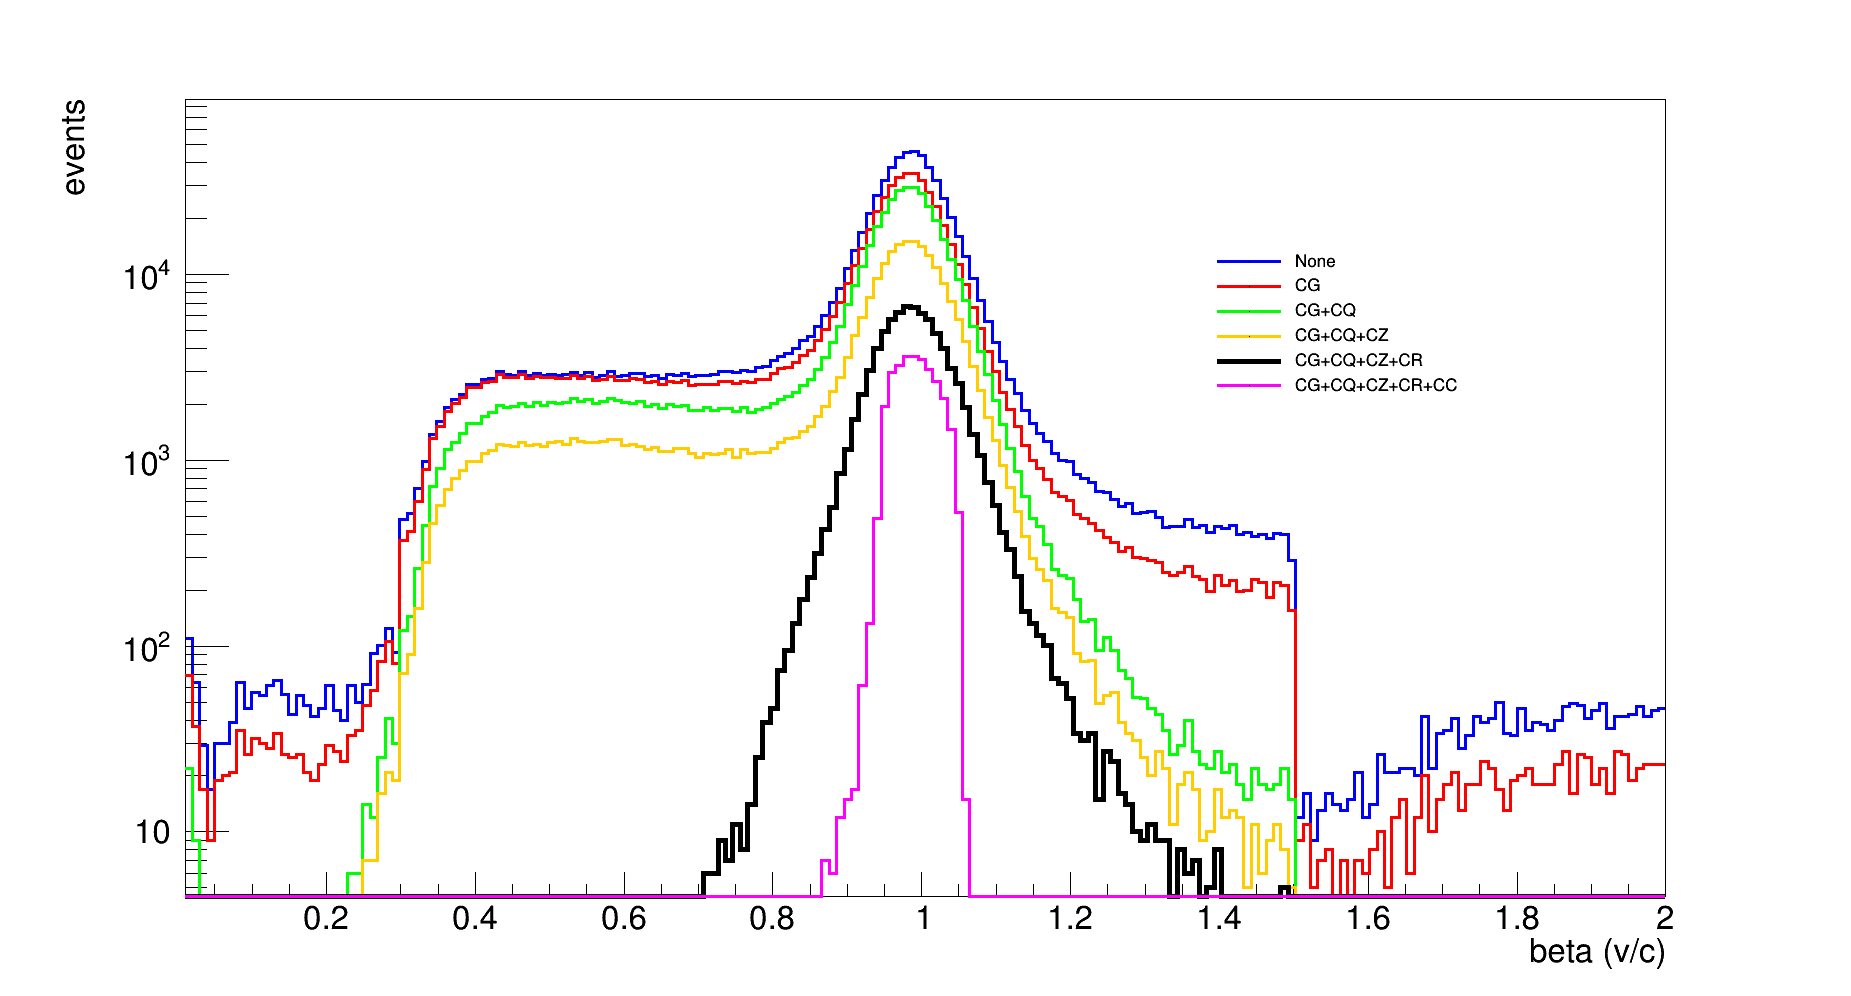 events
10^4
10^3
10^2
10
None
CG
CG+CQ
CG+CQ+CZ
CG+CQ+CZ+CR
CG+CQ+CZ+CR+CC
0.2 0.4 0.6 0.8 1 1.2 1.4 1.6 1.8 2
beta (v/c)